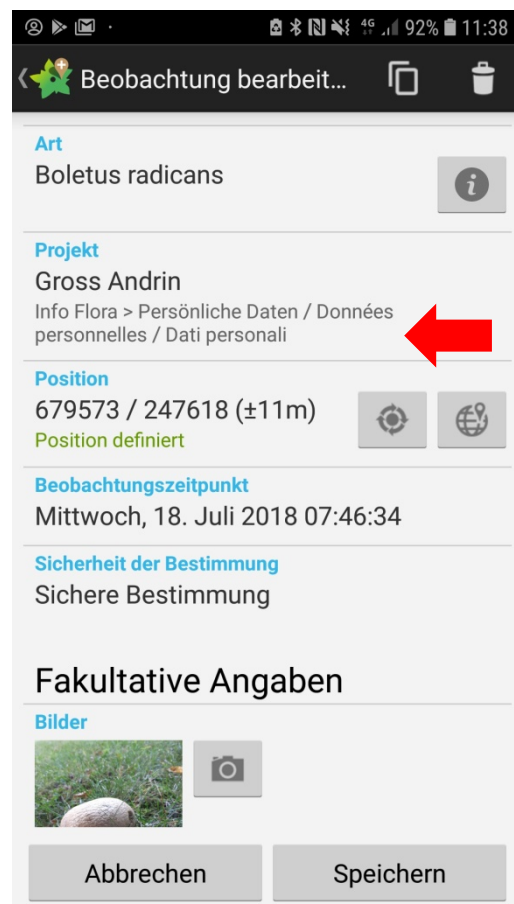 4G 92% 11:38
Beobachtung bearbeit...
Art
Boletus radicans
Projekt
Gross Andrin
Info Flora > Persönliche Daten / Données
personnelles / Dati personali
Position
679573 / 247618 (±11m)
Position definiert
Beobachtungszeitpunkt
Mittwoch, 18. Juli 2018 07:46:34
Sicherheit der Bestimmung
Sichere Bestimmung
Fakultative Angaben
Bilder
Abbrechen
Speichern